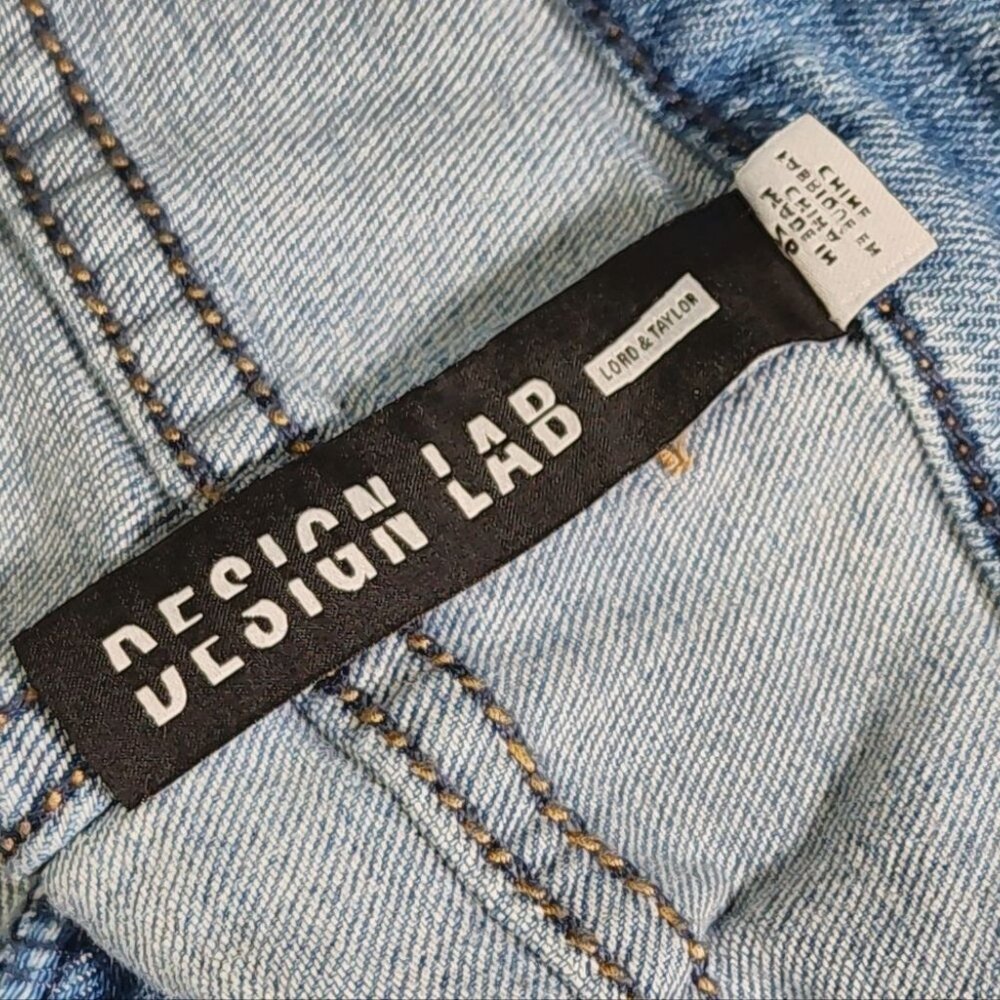 DESIGN LAB
LORD & TAYLOR
MADE IN
CHINA
FABRIQUE EN
CHINE